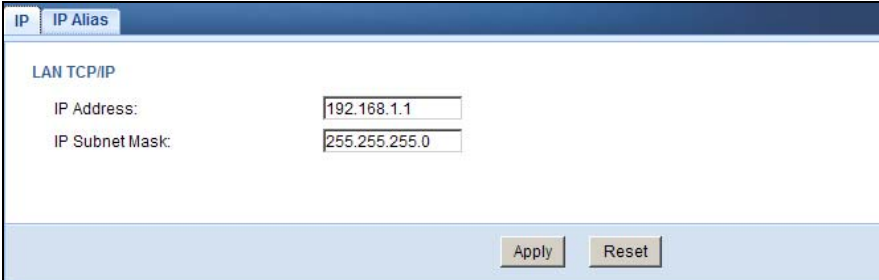 IP IP Alias
LAN TCP/IP
IP Address: 192.168.1.1
IP Subnet Mask: 255.255.255.0
Apply Reset